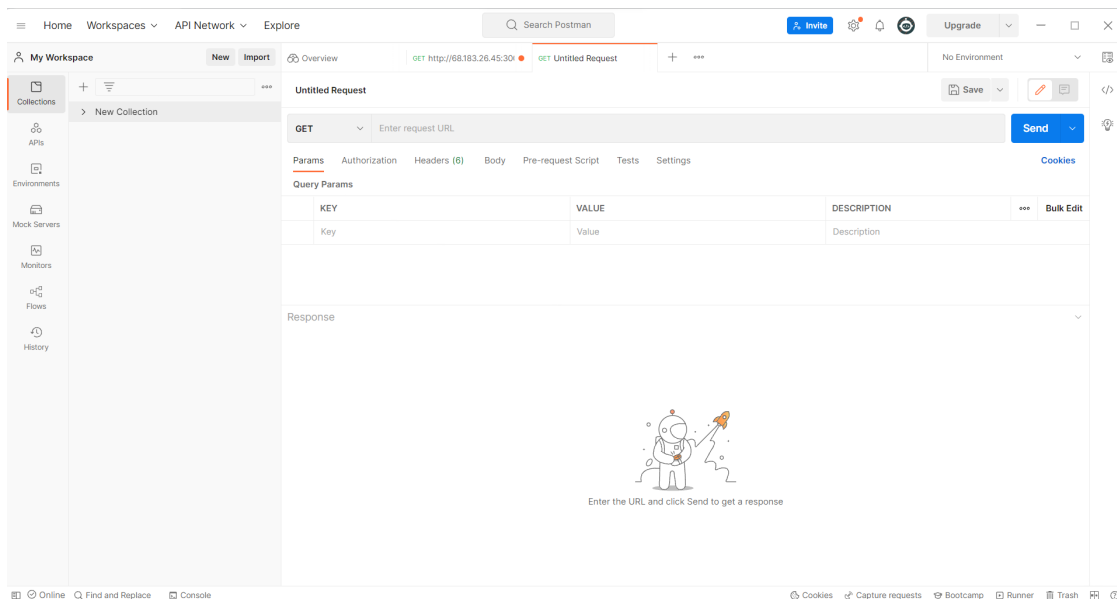 Home Workspaces API Network Explore Search Postman Invite Upgrade
My Workspace New Import Overview GET http://68.183.26.45:30( GET Untitled Request No Environment
Collections
APIs
Environments
Mock Servers
Monitors
Flows
History
New Collection
Untitled Request Save
GET Enter request URL Send
Params Authorization Headers (6) Body Pre-request Script Tests Settings Cookies
Query Params
KEY VALUE DESCRIPTION Bulk Edit
Key Value Description
Response
Enter the URL and click Send to get a response
Online Find and Replace Console Cookies Capture requests Bootcamp Runner Trash